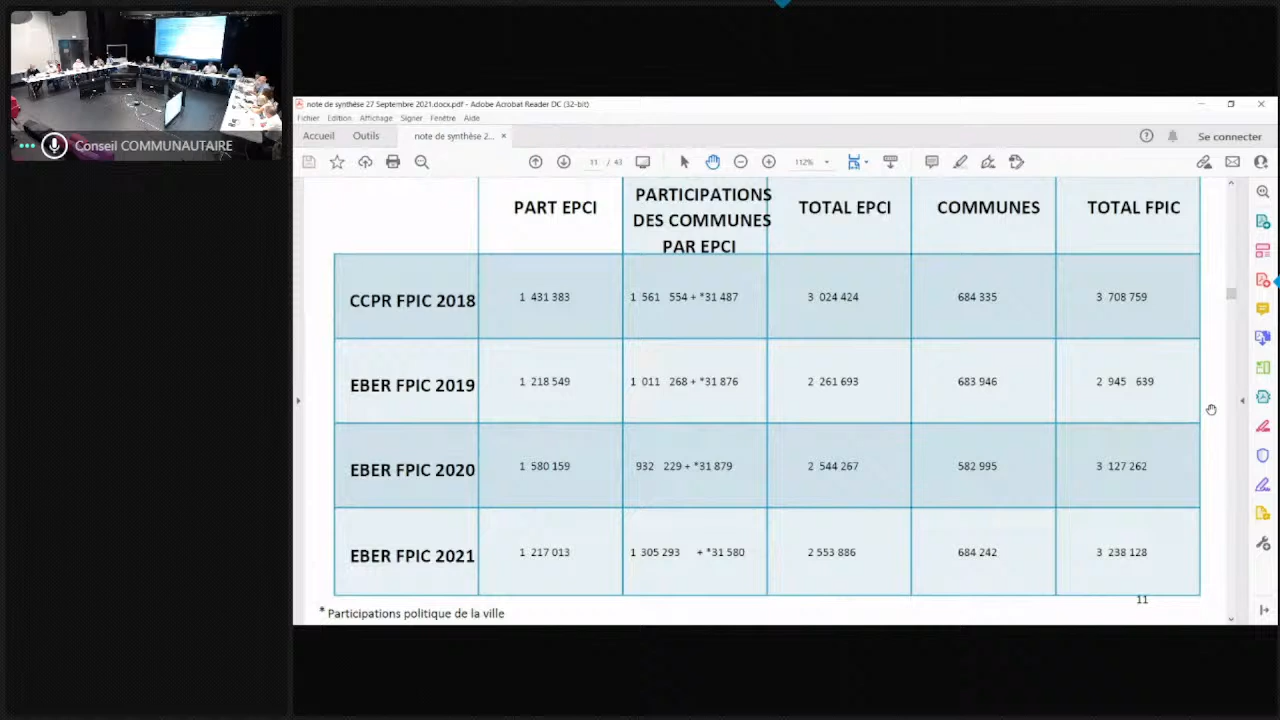 Conseil COMMUNAUTAIRE
note de synthèse 27 Septembre 2021.docx.pdf - Adobe Acrobat Reader DC (32-bit)
Fichier Edition Affichage Signer Fenêtre Aide
Accueil Outils note de synthèse 2... × Se connecter
11 / 43 112%
PART EPCI PARTICIPATIONS DES COMMUNES PAR EPCI TOTAL EPCI COMMUNES TOTAL FPIC
CCPR FPIC 2018 1 431 383 1 561 554 + *31 487 3 024 424 684 335 3 708 759
EBER FPIC 2019 1 218 549 1 011 268 + *31 876 2 261 693 683 946 2 945 639
EBER FPIC 2020 1 580 159 932 229 + *31 879 2 544 267 582 995 3 127 262
EBER FPIC 2021 1 217 013 1 305 293 + *31 580 2 553 886 684 242 3 238 128
11
* Participations politique de la ville